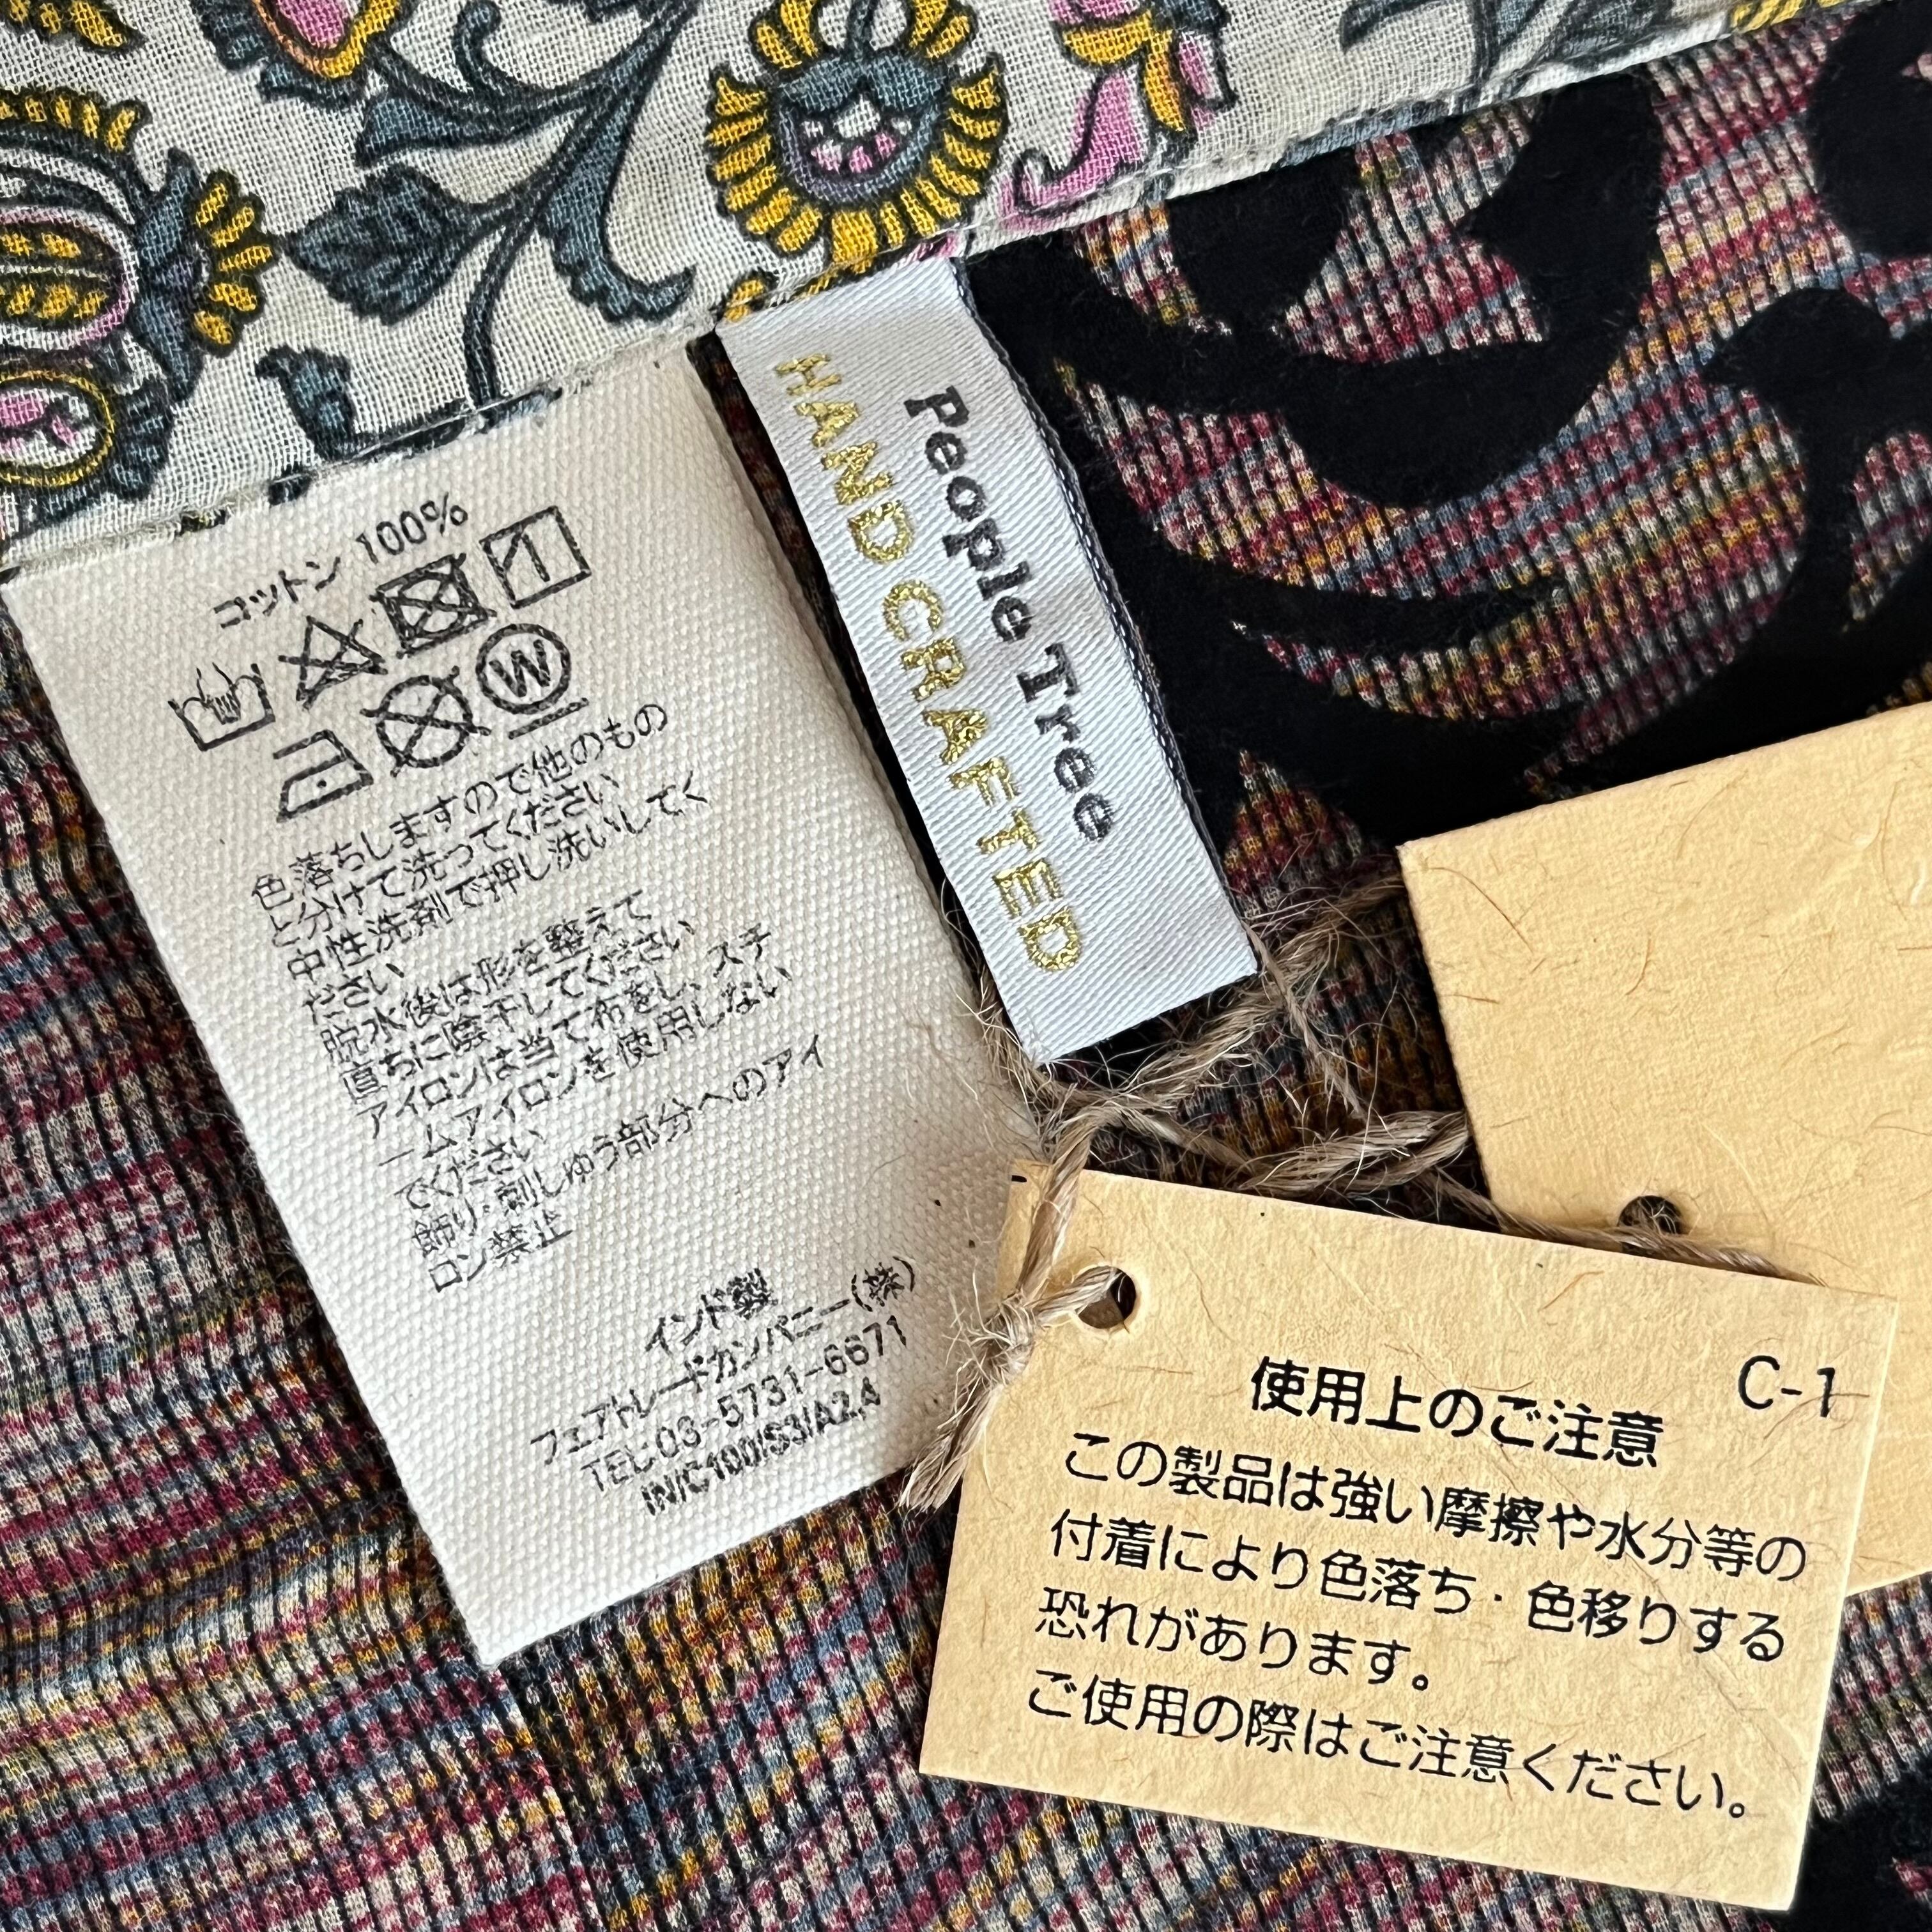 コットン 100%
W
色落ちしますので他のもの
と分けて洗ってください
中性洗剤で押し洗いしてく
ださい
脱水後は形を整えて
直ちに陰干してください
アイロンは当て布をし、スチ
ームアイロンを使用しない
でください
飾り・刺しゅう部分へのアイ
ロン禁止
インド製
フェアトレードカンパニー(株)
TEL:03-5731-6671
IN/C100/S3/A2,4
People Tree
HAND CRAFTED
C-1
使用上のご注意
この製品は強い摩擦や水分等の
付着により色落ち・色移りする
恐れがあります。
ご使用の際はご注意ください。